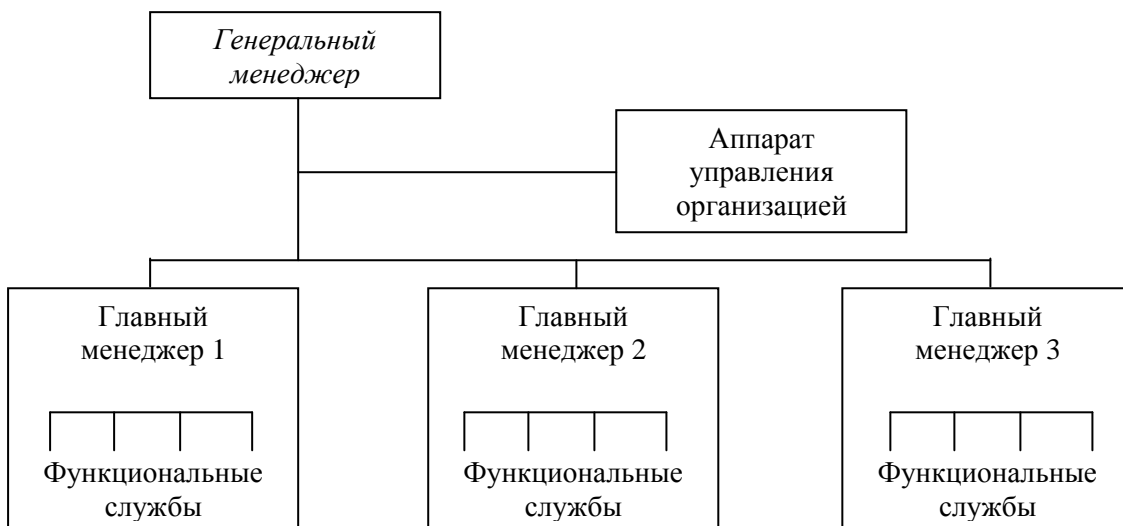 Генеральный
менеджер
Аппарат
управления
организацией
Главный
менеджер 1
Функциональные
службы
Главный
менеджер 2
Функциональные
службы
Главный
менеджер 3
Функциональные
службы